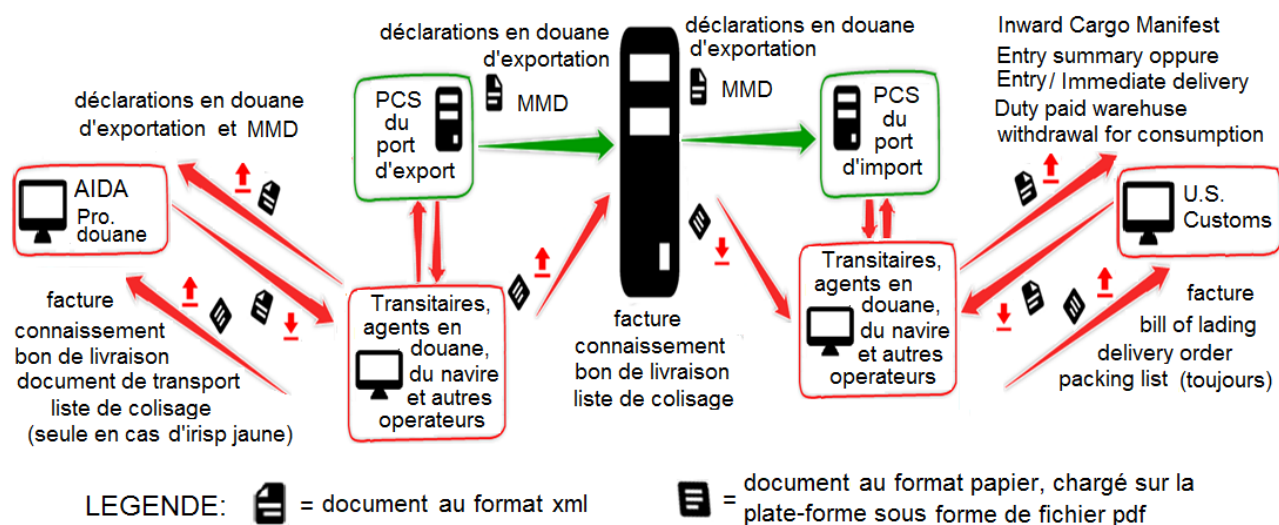 déclarations en douane
d'exportation et MMD
AIDA
Pro.
douane
facture
connaissement
bon de livraison
document de transport
liste de colisage
(seule en cas d'irisp jaune)
déclarations en douane
d'exportation
MMD
PCS
du
port
d'export
Transitaires,
agents en
douane,
du navire
et autres
operateurs
facture
connaissement
bon de livraison
liste de colisage
déclarations en douane
d'exportation
MMD
PCS
du
port
d'import
Transitaires,
agents en
douane,
du navire
et autres
operateurs
Inward Cargo Manifest
Entry summary oppure
Entry / Immediate delivery
Duty paid warehuse
withdrawal for consumption
U.S.
Customs
facture
bill of lading
delivery order
packing list (toujours)
LEGENDE:
= document au format xml
= document au format papier, chargé sur la
plate-forme sous forme de fichier pdf